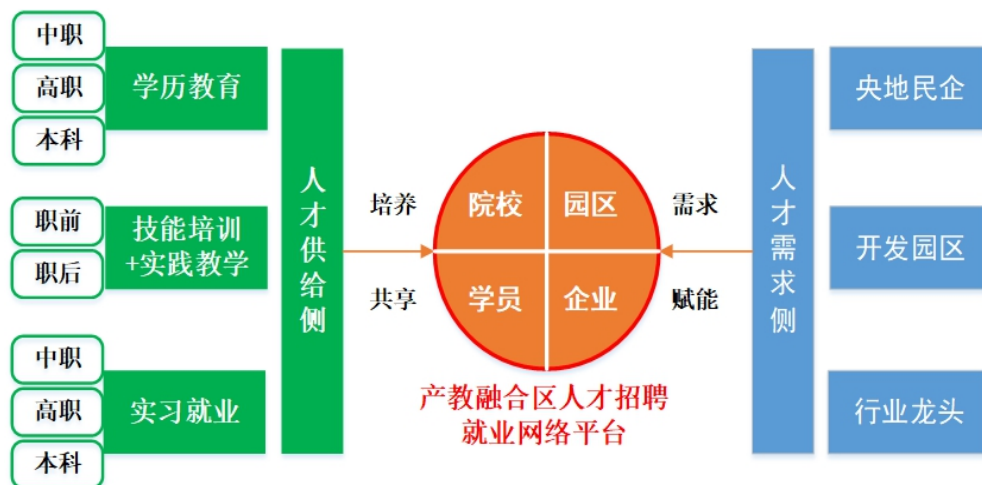 中职
高职
本科
学历教育
职前
职后
技能培训
+实践教学
中职
高职
本科
实习就业
人才供给侧
培养
共享
院校
园区
学员
企业
产教融合区人才招聘
就业网络平台
需求
赋能
人才需求侧
央地民企
开发园区
行业龙头